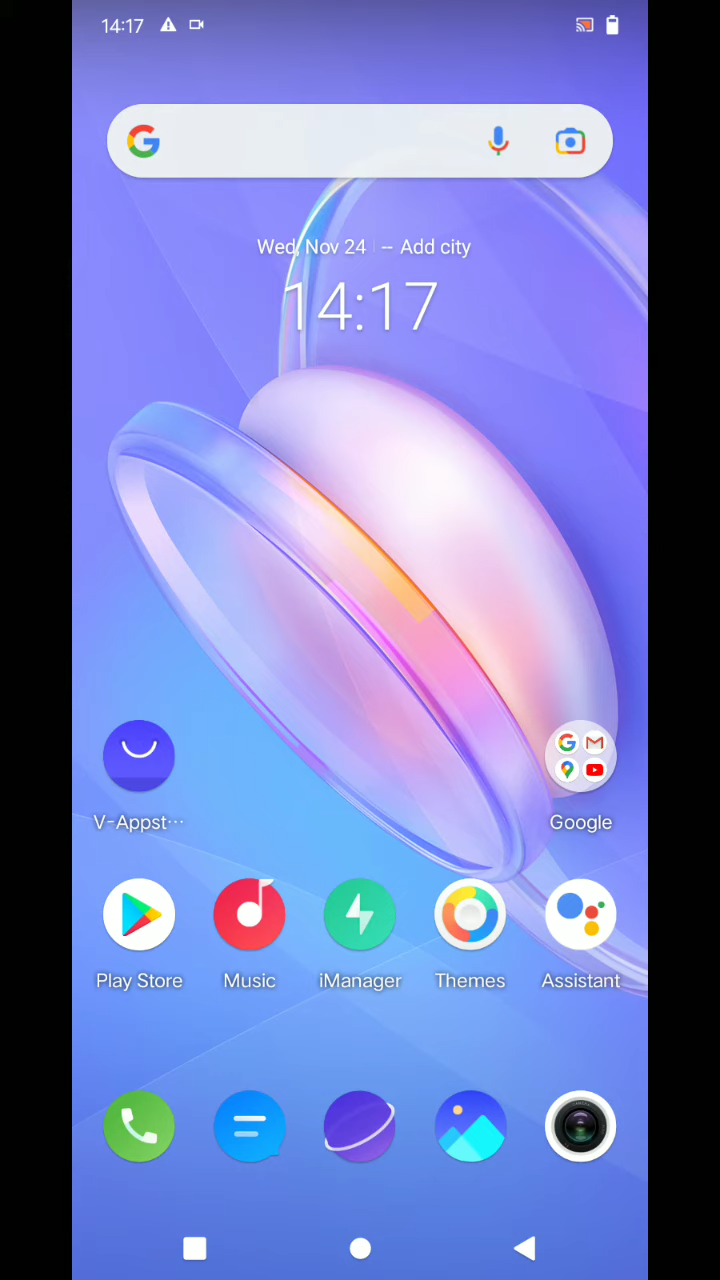 14:17
Wed, Nov 24 | -- Add city
14:17
V-Appst···
Google
Play Store
Music
iManager
Themes
Assistant